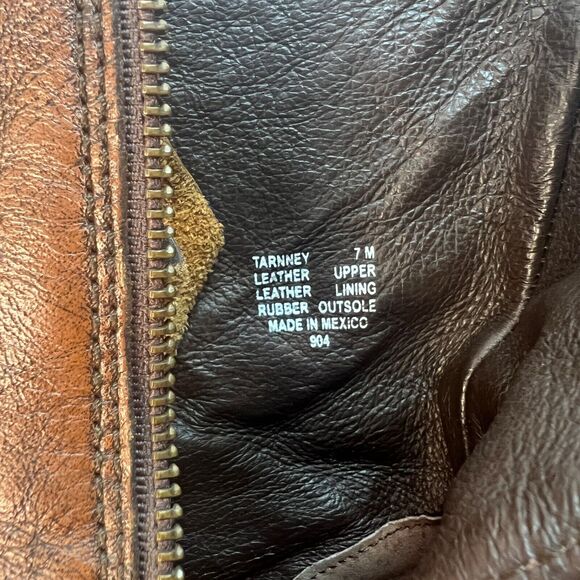 TARNNEY 7 M
LEATHER UPPER
LEATHER LINING
RUBBER OUTSOLE
MADE IN MEXiCO
904